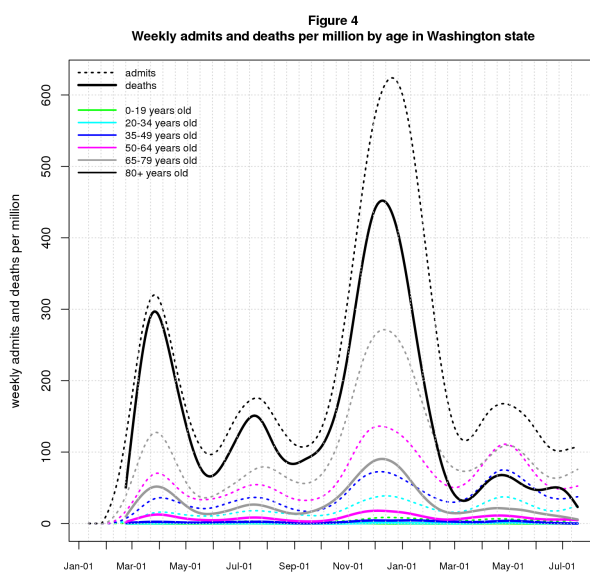 Figure 4
Weekly admits and deaths per million by age in Washington state
admits
deaths
0-19 years old
20-34 years old
35-49 years old
50-64 years old
65-79 years old
80+ years old
weekly admits and deaths per million
600
500
400
300
200
100
0
Jan-01 Mar-01 May-01 Jul-01 Sep-01 Nov-01 Jan-01 Mar-01 May-01 Jul-01